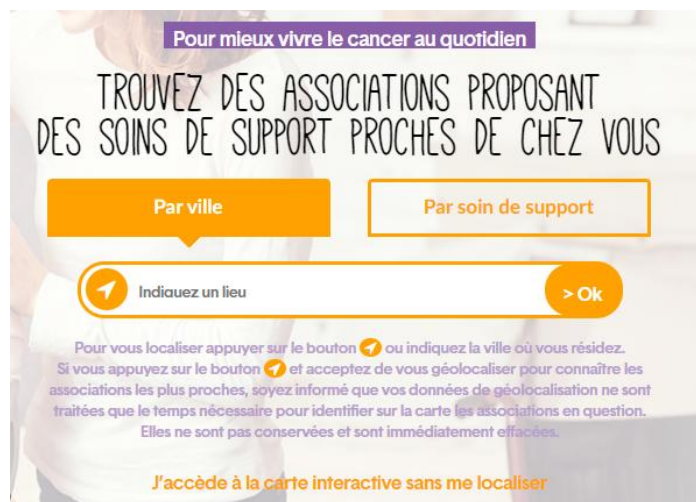 Pour mieux vivre le cancer au quotidien
TROUVEZ DES ASSOCIATIONS PROPOSANT
DES SOINS DE SUPPORT PROCHES DE CHEZ VOUS
Par ville
Par soin de support
Indiquez un lieu
> Ok
Pour vous localiser appuyer sur le bouton ou indiquez la ville où vous résidez.
Si vous appuyez sur le bouton et acceptez de vous géolocaliser pour connaître les
associations les plus proches, soyez informé que vos données de géolocalisation ne sont
traitées que le temps nécessaire pour identifier sur la carte les associations en question.
Elles ne sont pas conservées et sont immédiatement effacées.
J'accède à la carte interactive sans me localiser